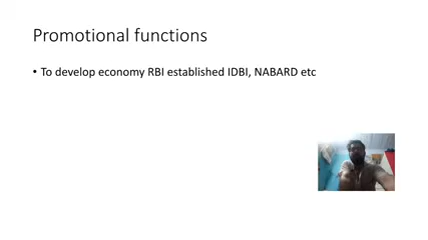 Promotional functions
• To develop economy RBI established IDBI, NABARD etc